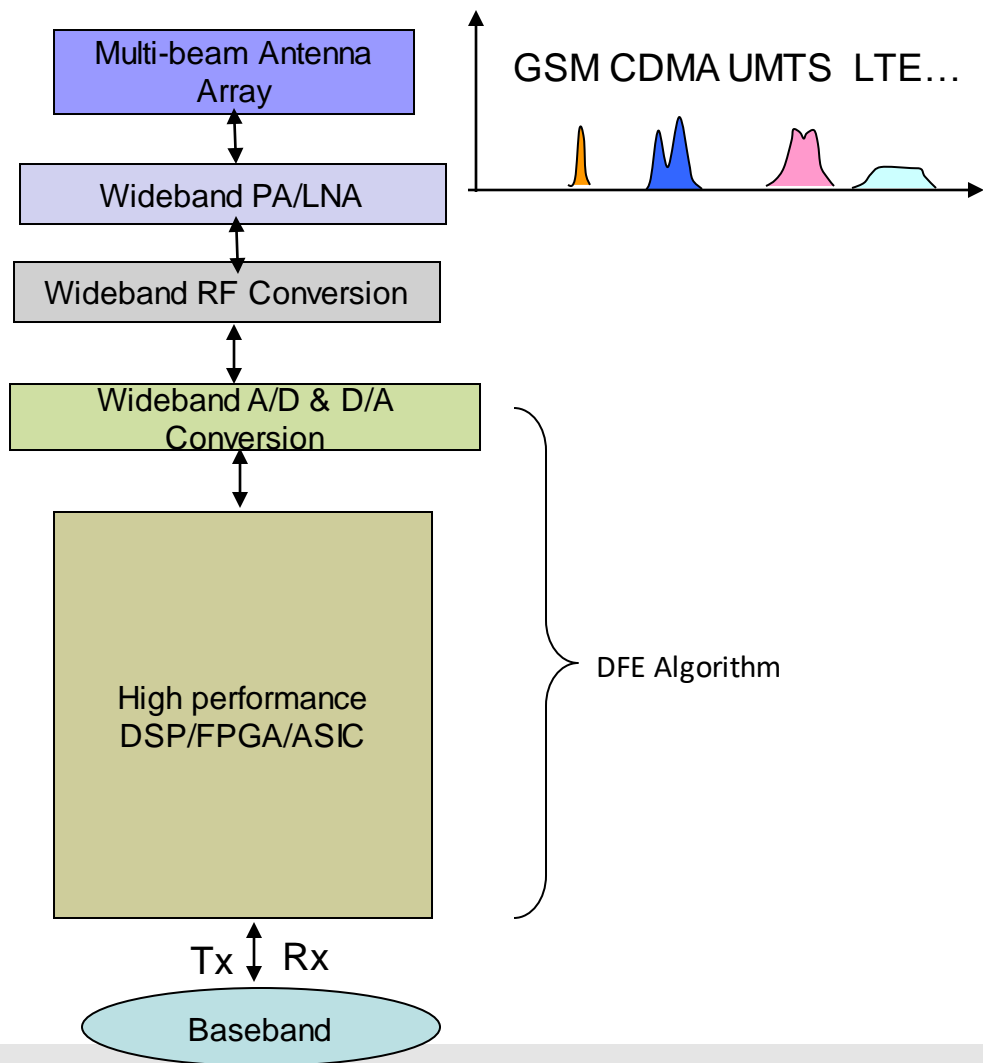 Multi-beam Antenna
Array
GSM CDMA UMTS LTE…
Wideband PA/LNA
Wideband RF Conversion
Wideband A/D & D/A
Conversion
High performance
DSP/FPGA/ASIC
DFE Algorithm
Tx Rx
Baseband